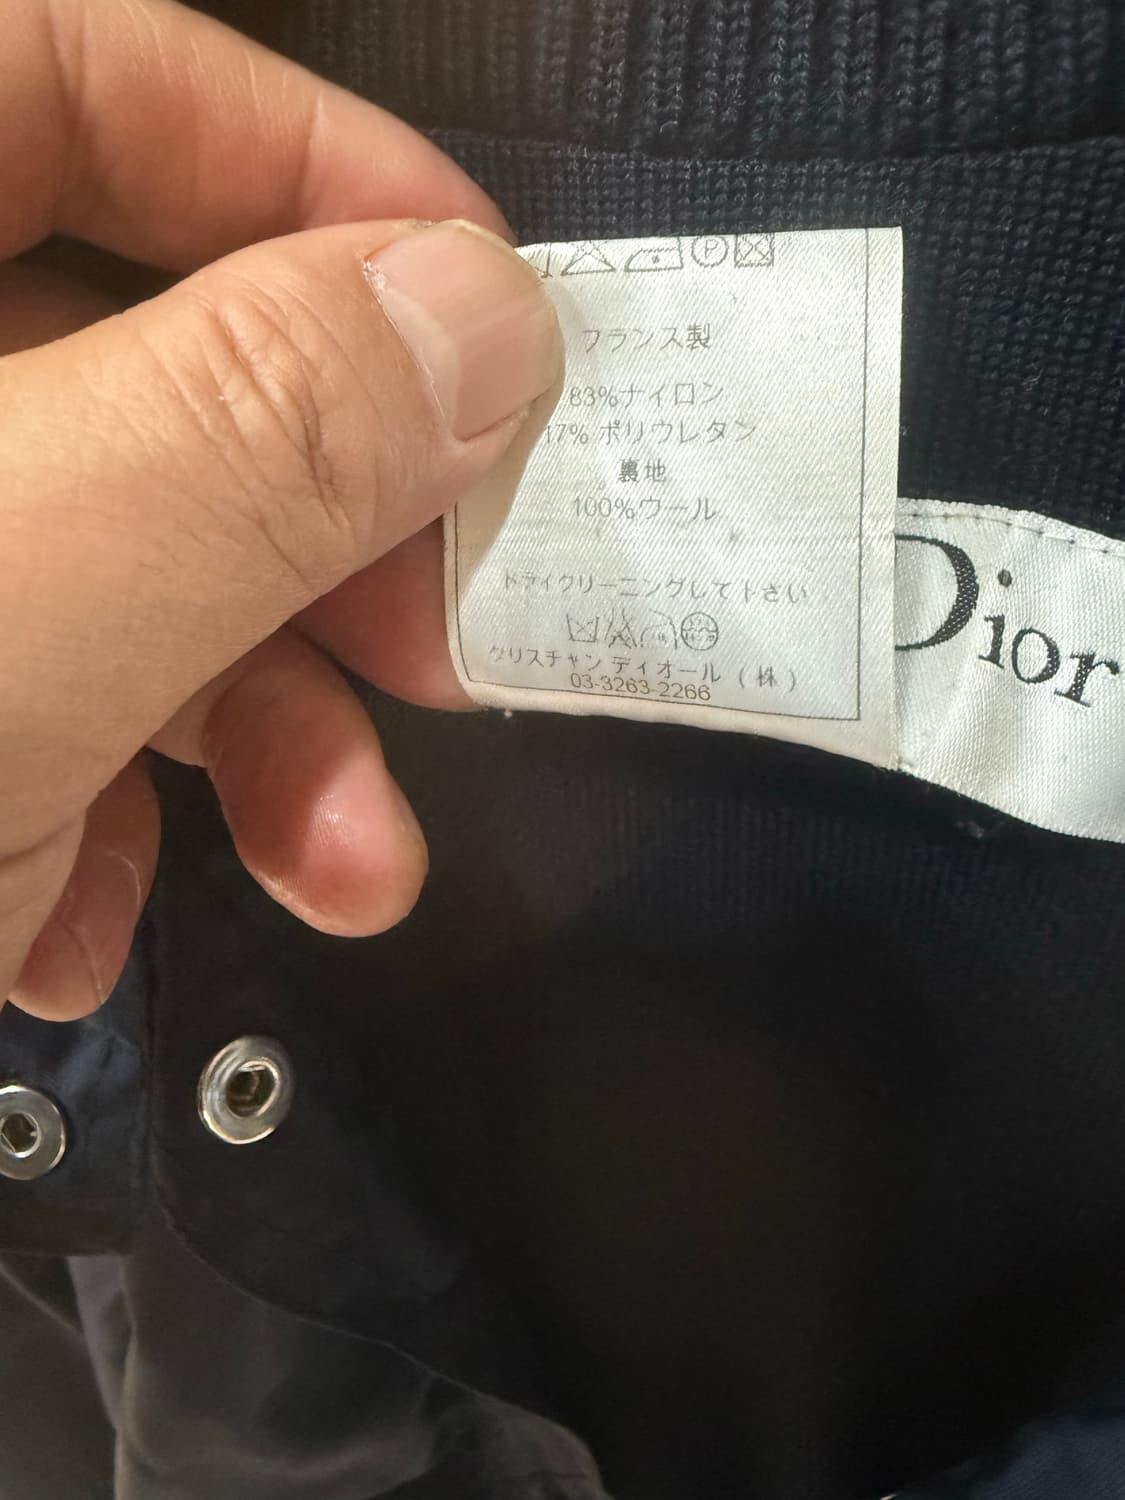 フランス製
83%ナイロン
17% ポリウレタン
裏地
100%ウール
ドライクリーニングして下さい
クリスチャン ディオール (株)
03-3263-2266
Dior